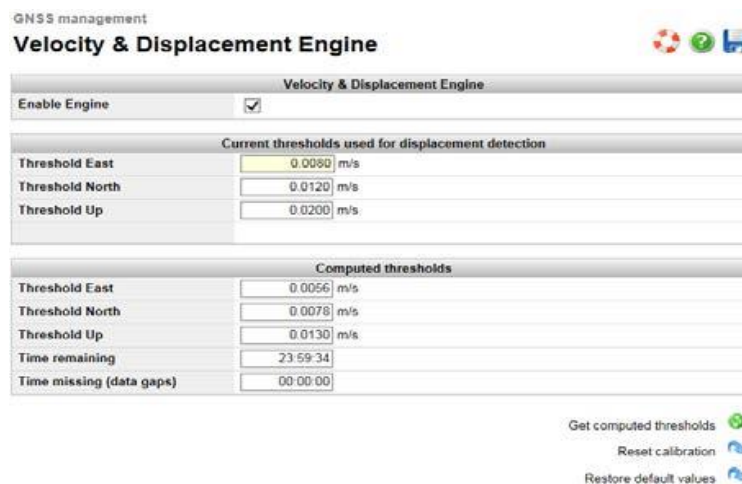 GNSS management
Velocity & Displacement Engine
Velocity & Displacement Engine
Enable Engine
Current thresholds used for displacement detection
Threshold East 0.0080 m/s
Threshold North 0.0120 m/s
Threshold Up 0.0200 m/s
Computed thresholds
Threshold East 0.0056 m/s
Threshold North 0.0078 m/s
Threshold Up 0.0130 m/s
Time remaining 23:59:34
Time missing (data gaps) 00:00:00
Get computed thresholds
Reset calibration
Restore default values